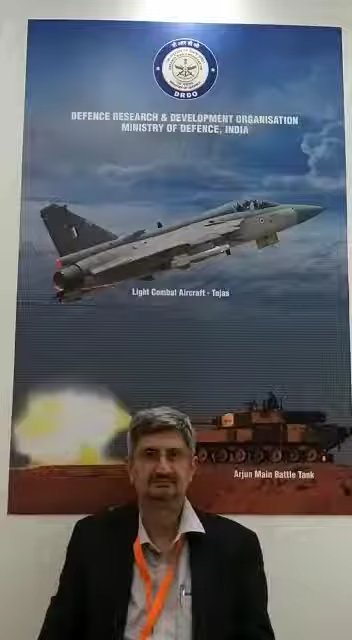 DRDO
DEFENCE RESEARCH & DEVELOPMENT ORGANISATION
MINISTRY OF DEFENCE, INDIA
Light Combat Aircraft - Tejas
Arjun Main Battle Tank